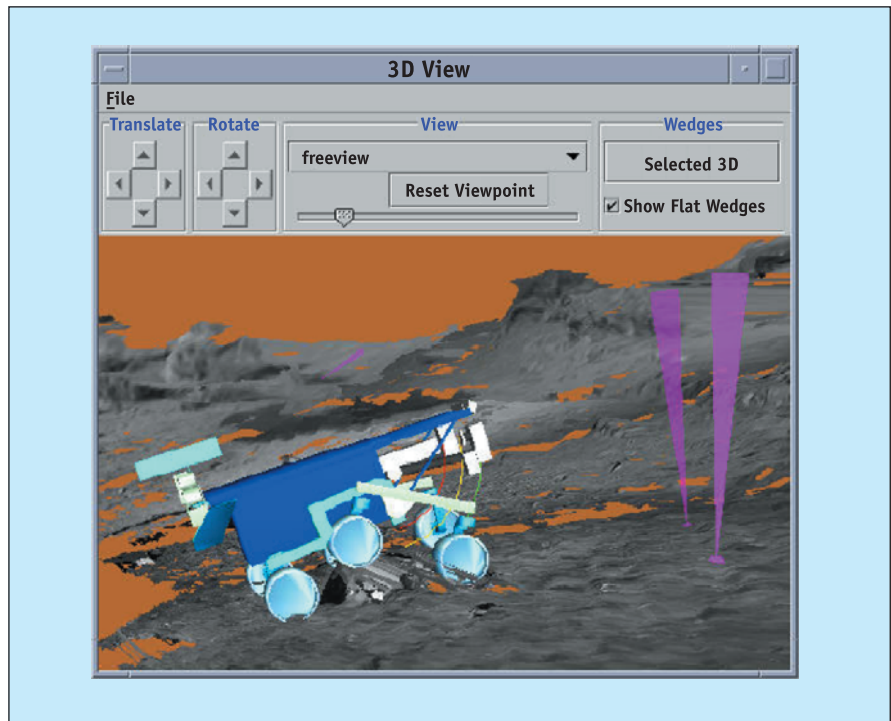 3D View
File
Translate
Rotate
View
Wedges
freeview
Selected 3D
Reset Viewpoint
Show Flat Wedges